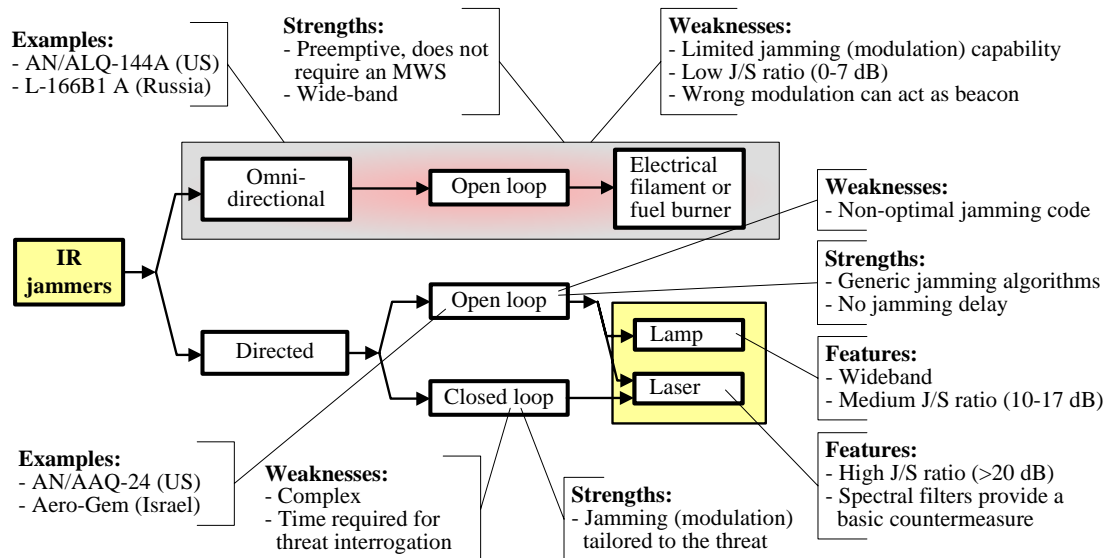 Examples:
- AN/ALQ-144A (US)
- L-166B1 A (Russia)
Strengths:
- Preemptive, does not
require an MWS
- Wide-band
Weaknesses:
- Limited jamming (modulation) capability
- Low J/S ratio (0-7 dB)
- Wrong modulation can act as beacon
Omni-
directional
Open loop
Electrical
filament or
fuel burner
Weaknesses:
- Non-optimal jamming code
IR
jammers
Strengths:
- Generic jamming algorithms
- No jamming delay
Open loop
Directed
Lamp
Laser
Closed loop
Features:
- Wideband
- Medium J/S ratio (10-17 dB)
Examples:
- AN/AAQ-24 (US)
- Aero-Gem (Israel)
Weaknesses:
- Complex
- Time required for
threat interrogation
Strengths:
- Jamming (modulation)
tailored to the threat
Features:
- High J/S ratio (>20 dB)
- Spectral filters provide a
basic countermeasure